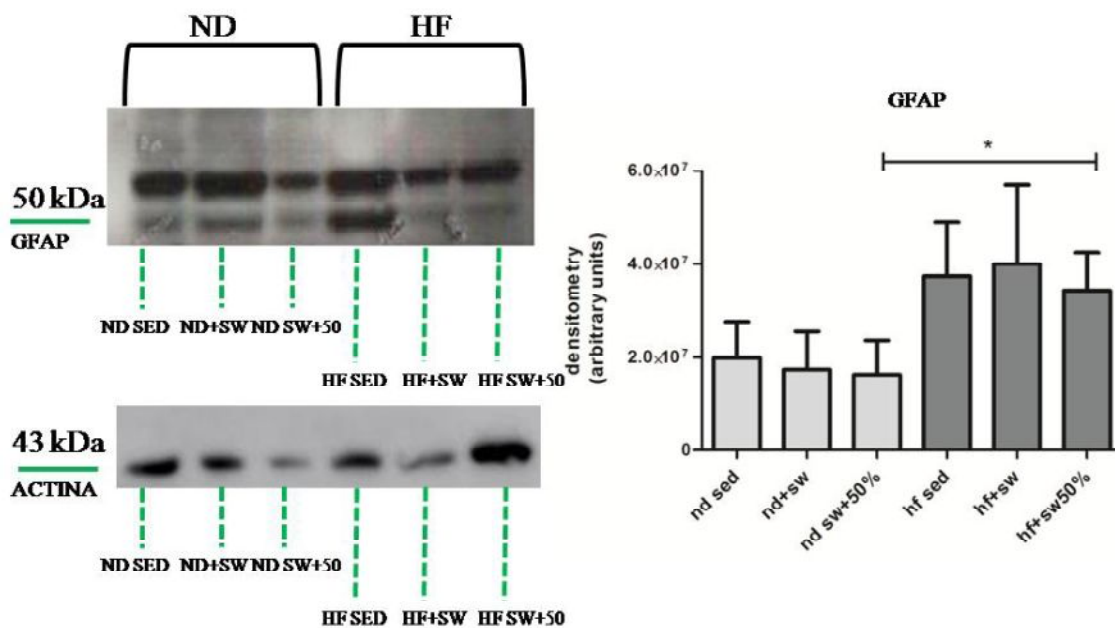 ND HF
50 kDa
GFAP
ND SED ND+SW ND SW+50
HF SED HF+SW HF SW+50
43 kDa
ACTINA
ND SED ND+SW ND SW+50
HF SED HF+SW HF SW+50
GFAP
*
densitometry
(arbitrary units)
6.0×10⁷
4.0×10⁷
2.0×10⁷
0
nd sed
nd+sw
nd sw+50%
hf sed
hf+sw
hf+sw50%